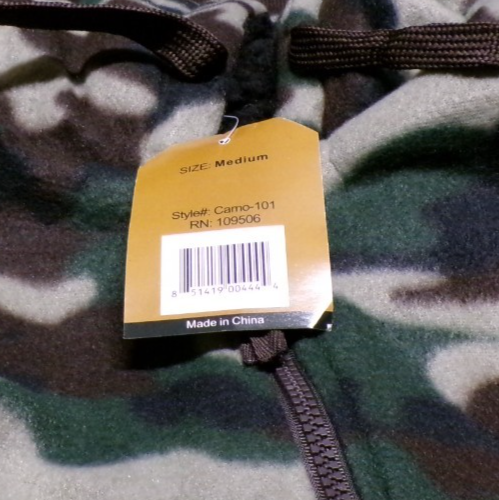 SIZE: Medium
Style#: Camo-101
RN: 109506
8 51419 00444 4
Made in China